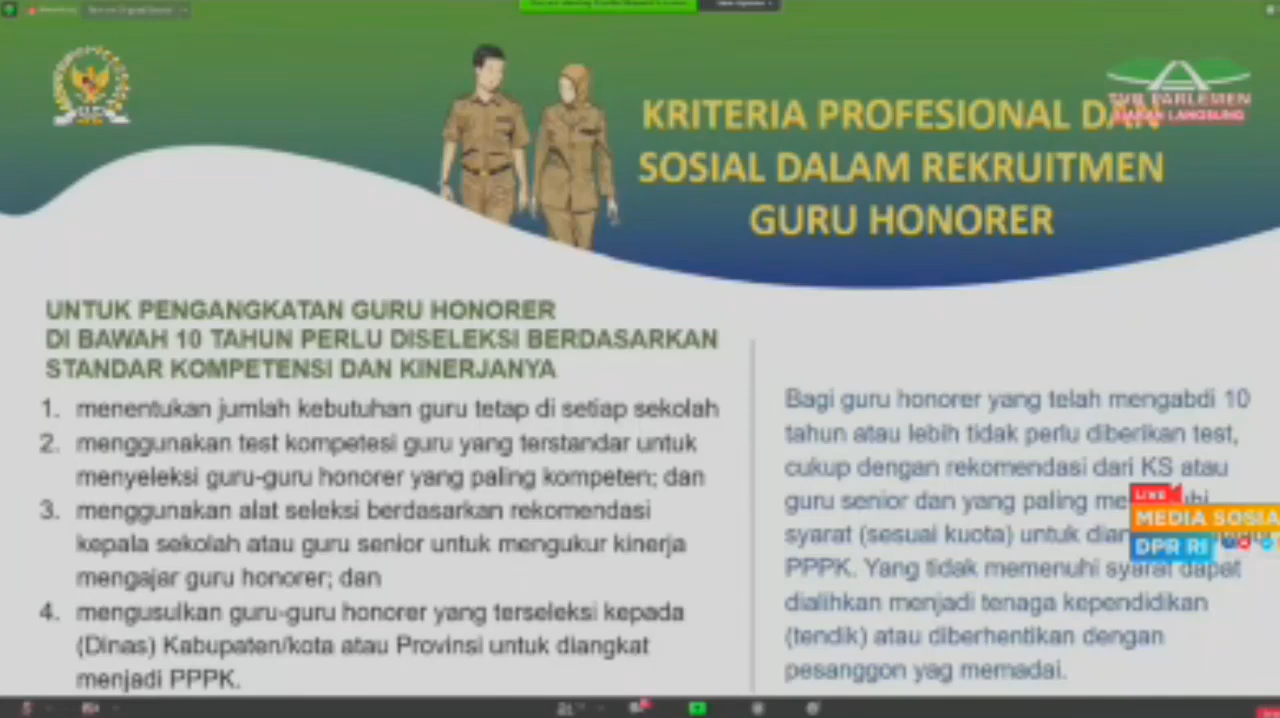 KRITERIA PROFESIONAL DAN
SOSIAL DALAM REKRUITMEN
GURU HONORER
TVR PARLEMEN
SIARAN LANGSUNG
UNTUK PENGANGKATAN GURU HONORER
DI BAWAH 10 TAHUN PERLU DISELEKSI BERDASARKAN
STANDAR KOMPETENSI DAN KINERJANYA
1. menentukan jumlah kebutuhan guru tetap di setiap sekolah
2. menggunakan test kompetesi guru yang terstandar untuk
menyeleksi guru-guru honorer yang paling kompeten; dan
3. menggunakan alat seleksi berdasarkan rekomendasi
kepala sekolah atau guru senior untuk mengukur kinerja
mengajar guru honorer; dan
4. mengusulkan guru-guru honorer yang terseleksi kepada
(Dinas) Kabupaten/kota atau Provinsi untuk diangkat
menjadi PPPK.
Bagi guru honorer yang telah mengabdi 10
tahun atau lebih tidak perlu diberikan test,
cukup dengan rekomendasi dari KS atau
guru senior dan yang paling
syarat (sesuai kuota) untuk
PPPK. Yang tidak memenuhi syarat dapat
dialihkan menjadi tenaga kependidikan
(tendik) atau diberhentikan dengan
pesanggon yag memadai.
LIVE
MEDIA SOSIA
DPR RI